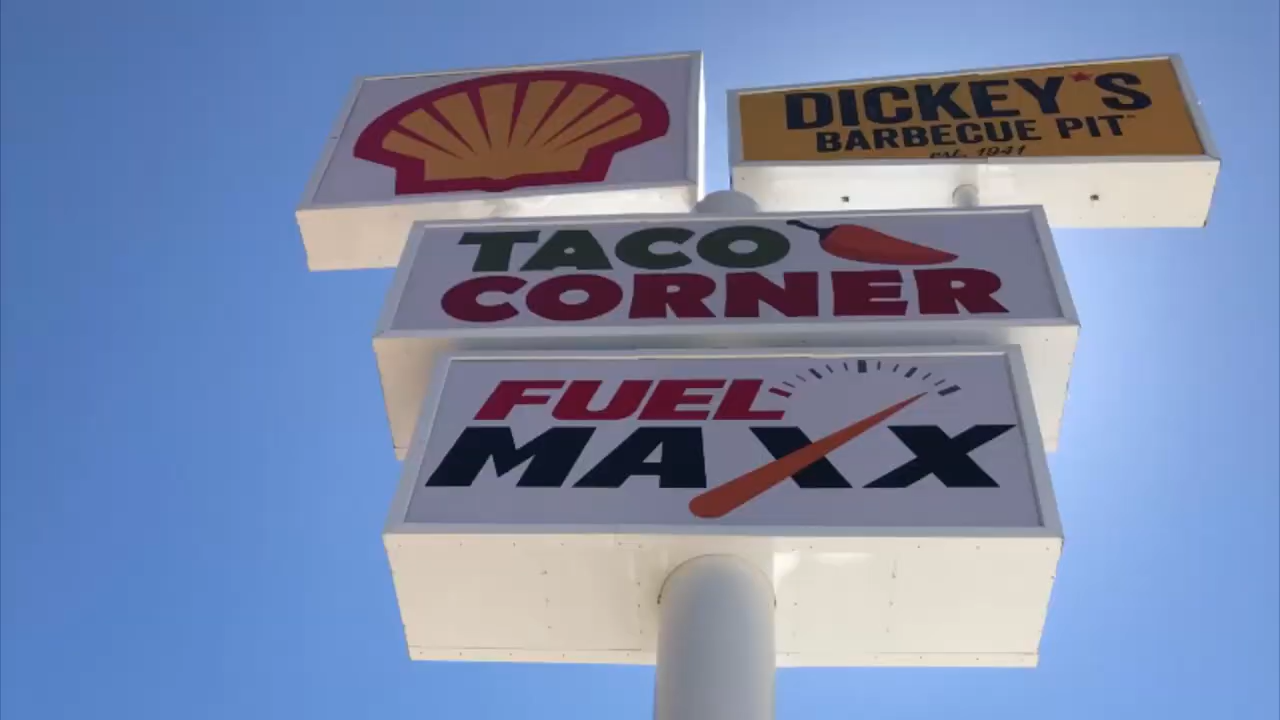 DICKEY'S
BARBECUE PIT
est. 1941
TACO
CORNER
FUEL
MAXX